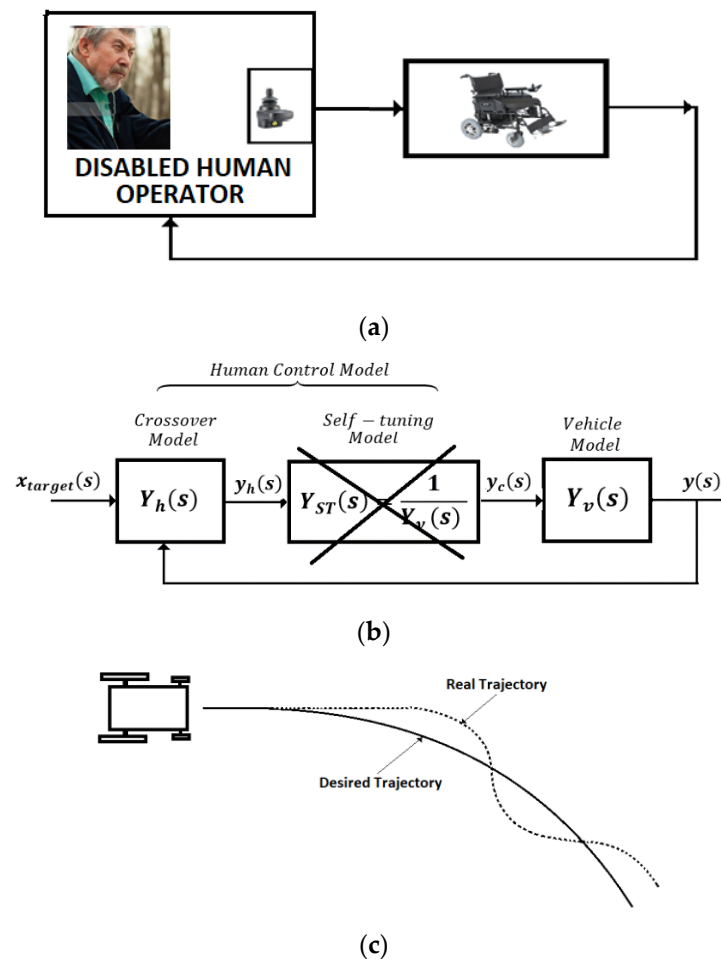 DISABLED HUMAN
OPERATOR
(a)
Human Control Model
Crossover
Model
Self − tuning
Model
Vehicle
Model
x_target(s)
Y_h(s)
y_h(s)
Y_ST(s) = 1/Y_v(s)
y_c(s)
Y_v(s)
y(s)
(b)
Real Trajectory
Desired Trajectory
(c)